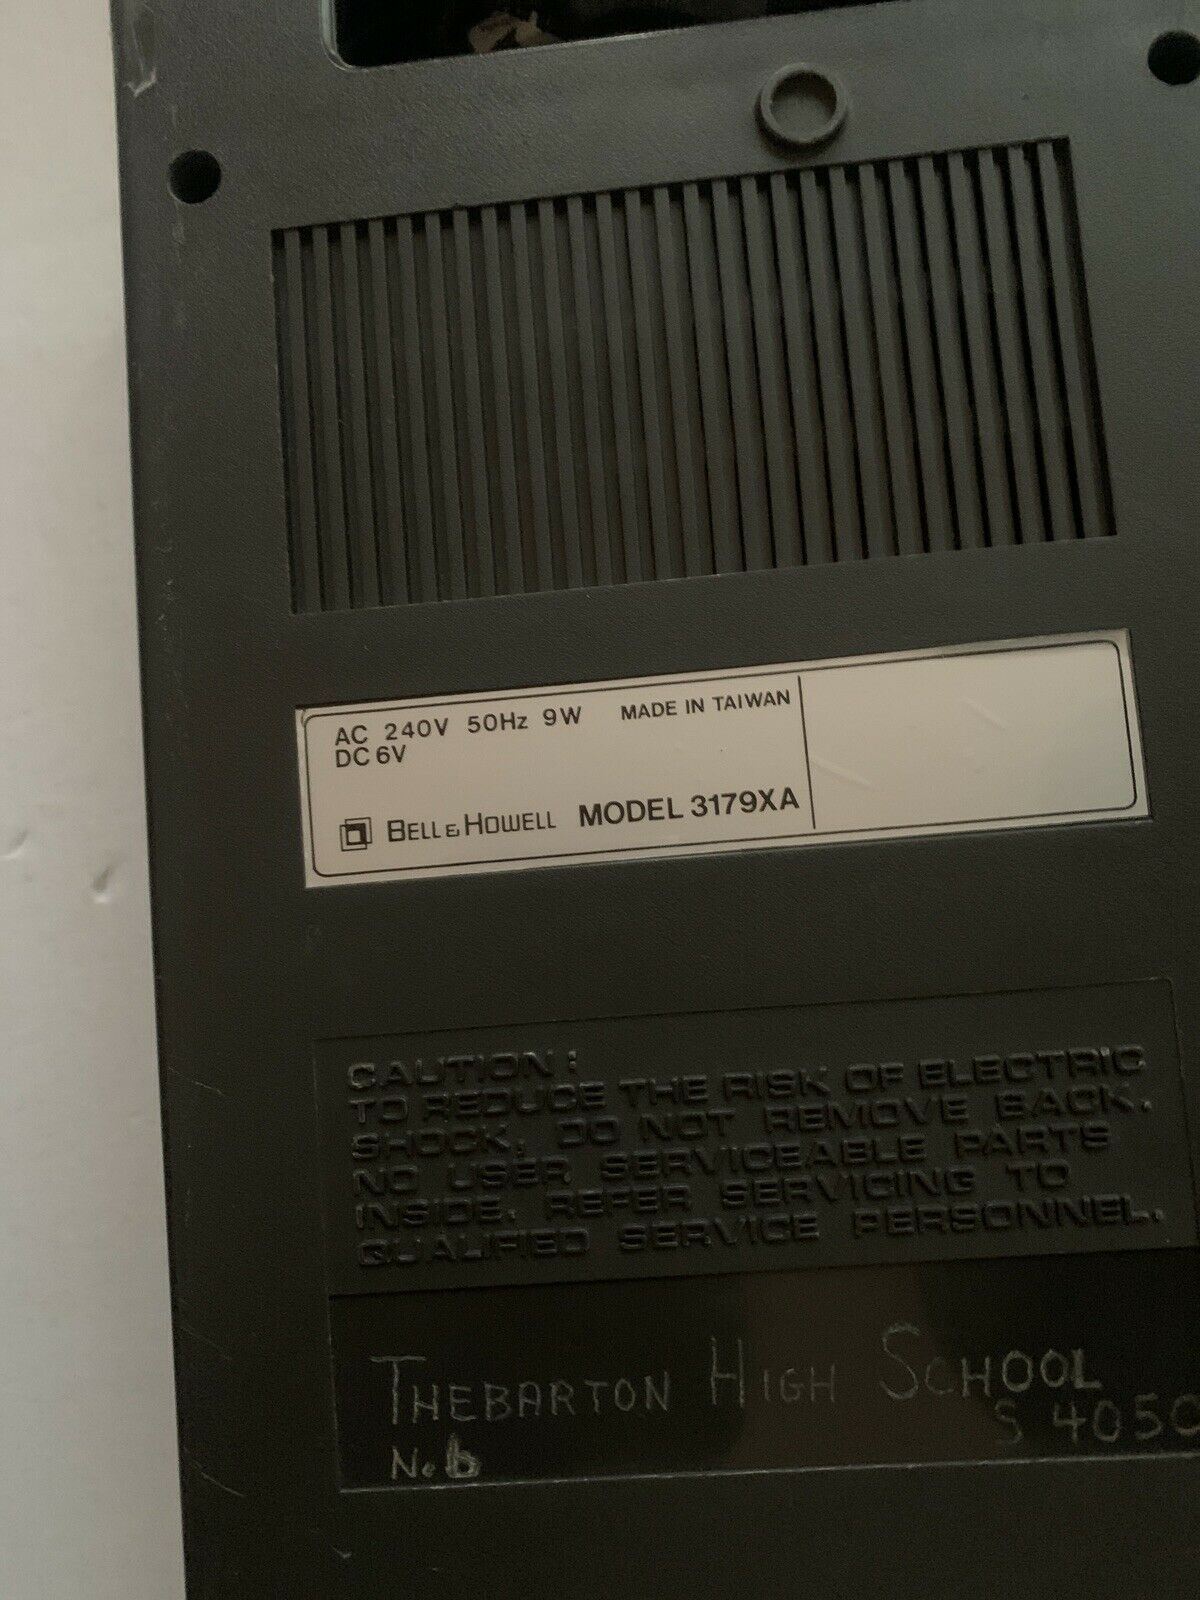 AC 240V 50Hz 9W MADE IN TAIWAN
DC 6V
BELL & HOWELL MODEL 3179XA
CAUTION:
TO REDUCE THE RISK OF ELECTRIC
SHOCK, DO NOT REMOVE BACK.
NO USER SERVICEABLE PARTS
INSIDE. REFER SERVICING TO
QUALIFIED SERVICE PERSONNEL.
THEBARTON HIGH SCHOOL
S 4050
No. 6